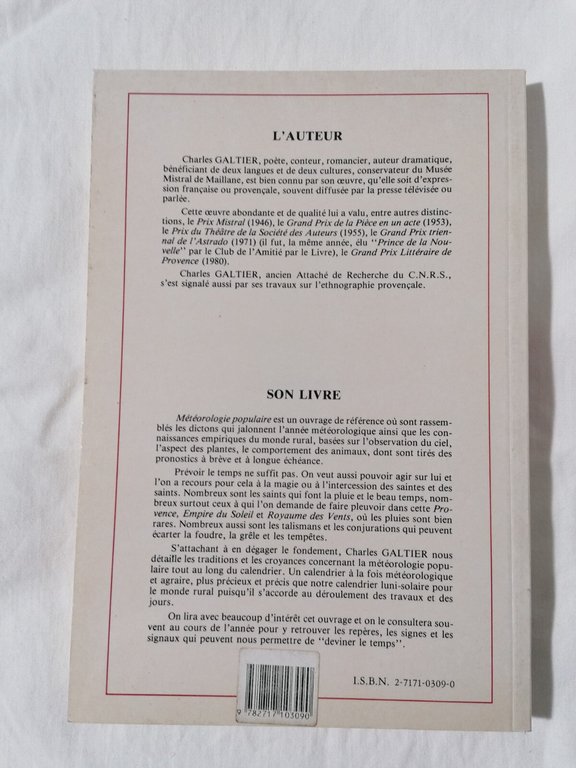 L'AUTEUR
Charles GALTIER, poète, conteur, romancier, auteur dramatique,
bénéficiant de deux langues et de deux cultures, conservateur du Musée
Mistral de Maillane, est bien connu par son œuvre, qu'elle soit d'expres-
sion française ou provençale, souvent diffusée par la presse télévisée ou
parlée.
Cette œuvre abondante et de qualité lui a valu, entre autres distinc-
tions, le Prix Mistral (1946), le Grand Prix de la Pièce en un acte (1953),
le Prix du Théâtre de la Société des Auteurs (1955), le Grand Prix trien-
nal de l'Astrado (1971) (il fut, la même année, élu "Prince de la Nou-
velle" par le Club de l'Amitié par le Livre), le Grand Prix Littéraire de
Provence (1980).
Charles GALTIER, ancien Attaché de Recherche du C.N.R.S.,
s'est signalé aussi par ses travaux sur l'ethnographie provençale.
SON LIVRE
Météorologie populaire est un ouvrage de référence où sont rassem-
blés les dictons qui jalonnent l'année météorologique ainsi que les con-
naissances empiriques du monde rural, basées sur l'observation du ciel,
l'aspect des plantes, le comportement des animaux, dont sont tirés des
pronostics à brève et à longue échéance.
Prévoir le temps ne suffit pas. On veut aussi pouvoir agir sur lui et
l'on a recours pour cela à la magie ou à l'intercession des saintes et des
saints. Nombreux sont les saints qui font la pluie et le beau temps, nom-
breux surtout ceux à qui l'on demande de faire pleuvoir dans cette Pro-
vence, Empire du Soleil et Royaume des Vents, où les pluies sont bien
rares. Nombreux aussi sont les talismans et les conjurations qui peuvent
écarter la foudre, la grêle et les tempêtes.
S'attachant à en dégager le fondement, Charles GALTIER nous
détaille les traditions et les croyances concernant la météorologie popu-
laire tout au long du calendrier. Un calendrier à la fois météorologique
et agraire, plus précieux et précis que notre calendrier luni-solaire pour
le monde rural puisqu'il s'accorde au déroulement des travaux et des
jours.
On lira avec beaucoup d'intérêt cet ouvrage et on le consultera sou-
vent au cours de l'année pour y retrouver les repères, les signes et les
signaux qui peuvent nous permettre de "deviner le temps".
I.S.B.N. 2-7171-0309-0
9 782717 103090